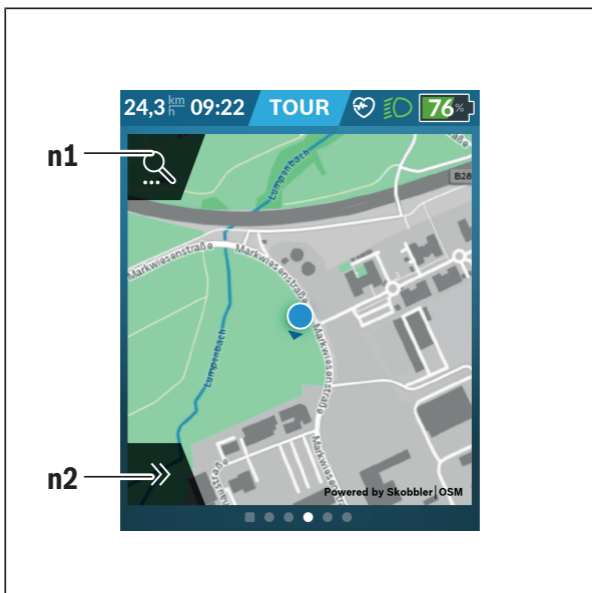 24,3 km/h 09:22 TOUR 76%
n1
Lumpenbach
B28
Markwiesenstraße
Markwiesenstraße
Markwiesenstraße
Lumpenbach
n2
Markwiesenstraße
Powered by Skobbler|OSM